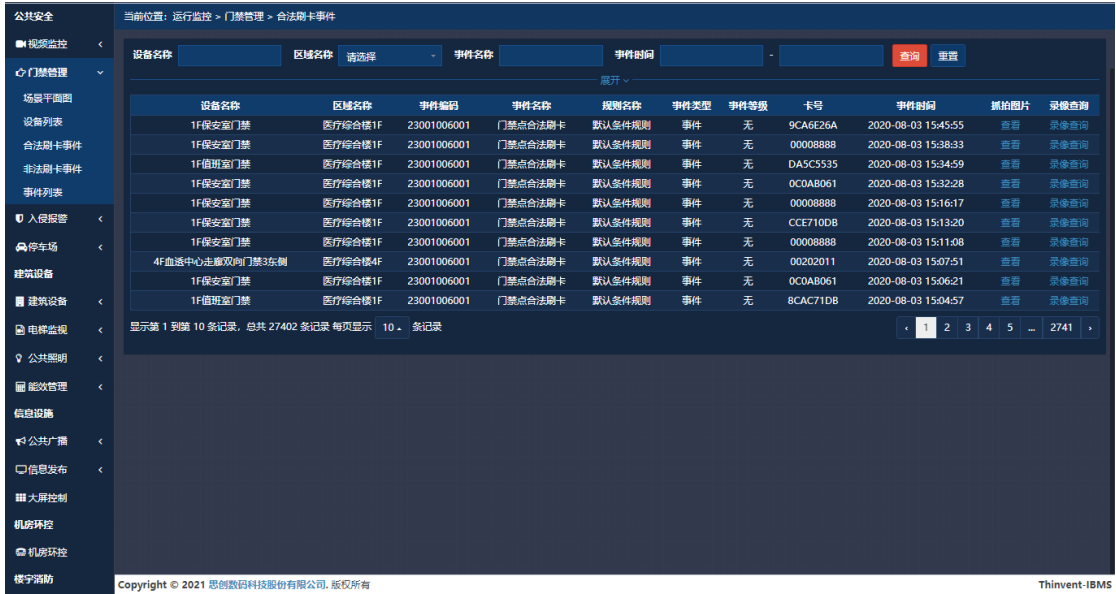 公共安全
视频监控
门禁管理
场景平面图
设备列表
合法刷卡事件
非法刷卡事件
事件列表
入侵报警
停车场
建筑设备
建筑设备
电梯监视
公共照明
能效管理
信息设施
公共广播
信息发布
大屏控制
机房环控
机房环控
楼宇消防
当前位置：运行监控 > 门禁管理 > 合法刷卡事件
设备名称 区域名称 请选择 事件名称 事件时间 - 查询 重置
展开
设备名称 区域名称 事件编码 事件名称 规则名称 事件类型 事件等级 卡号 事件时间 抓拍图片 录像查询
1F保安室门禁 医疗综合楼1F 23001006001 门禁点合法刷卡 默认条件规则 事件 无 9CA6E26A 2020-08-03 15:45:55 查看 录像查询
1F保安室门禁 医疗综合楼1F 23001006001 门禁点合法刷卡 默认条件规则 事件 无 00008888 2020-08-03 15:38:33 查看 录像查询
1F值班室门禁 医疗综合楼1F 23001006001 门禁点合法刷卡 默认条件规则 事件 无 DA5C5535 2020-08-03 15:34:59 查看 录像查询
1F保安室门禁 医疗综合楼1F 23001006001 门禁点合法刷卡 默认条件规则 事件 无 0C0AB061 2020-08-03 15:32:28 查看 录像查询
1F保安室门禁 医疗综合楼1F 23001006001 门禁点合法刷卡 默认条件规则 事件 无 00008888 2020-08-03 15:16:17 查看 录像查询
1F保安室门禁 医疗综合楼1F 23001006001 门禁点合法刷卡 默认条件规则 事件 无 CCE710DB 2020-08-03 15:13:20 查看 录像查询
1F保安室门禁 医疗综合楼1F 23001006001 门禁点合法刷卡 默认条件规则 事件 无 00008888 2020-08-03 15:11:08 查看 录像查询
4F血透中心走廊双向门禁3东侧 医疗综合楼4F 23001006001 门禁点合法刷卡 默认条件规则 事件 无 00202011 2020-08-03 15:07:51 查看 录像查询
1F保安室门禁 医疗综合楼1F 23001006001 门禁点合法刷卡 默认条件规则 事件 无 0C0AB061 2020-08-03 15:06:21 查看 录像查询
1F值班室门禁 医疗综合楼1F 23001006001 门禁点合法刷卡 默认条件规则 事件 无 8CAC71DB 2020-08-03 15:04:57 查看 录像查询
显示第 1 到第 10 条记录，总共 27402 条记录 每页显示 10 条记录 ‹ 1 2 3 4 5 ... 2741 ›
Copyright © 2021 思创数码科技股份有限公司. 版权所有 Thinvent-IBMS